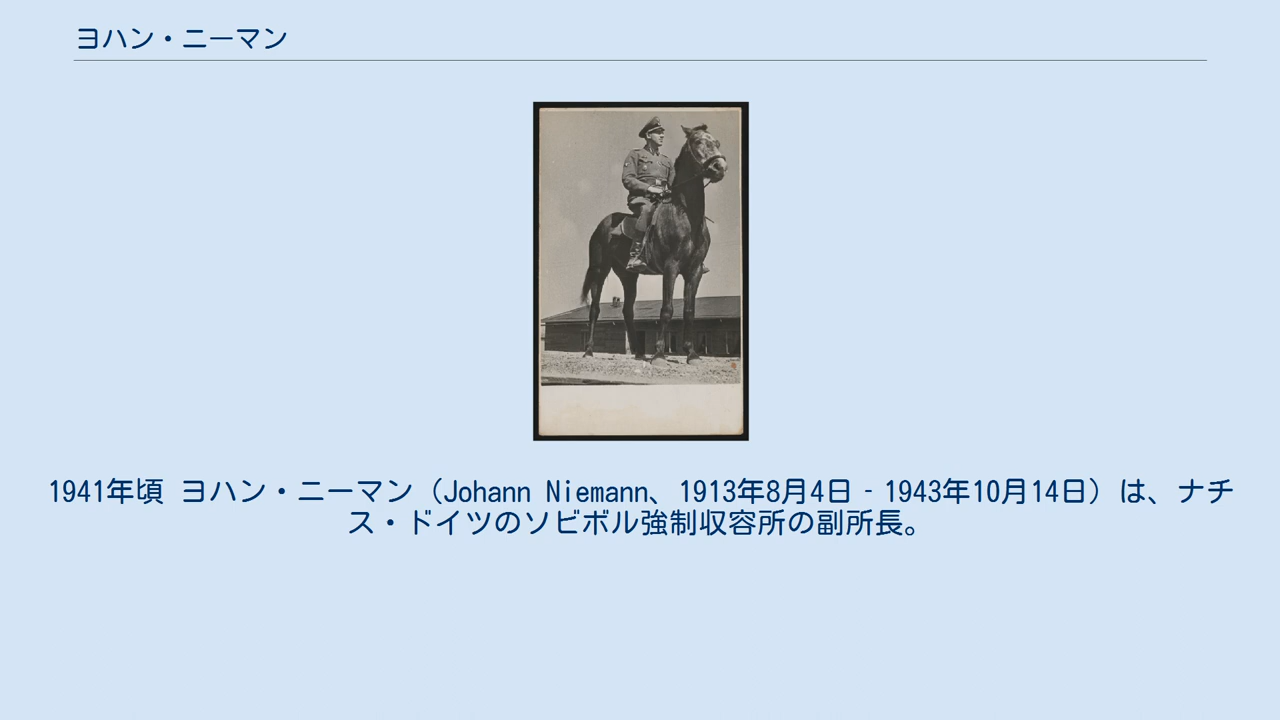 ヨハン・ニーマン
1941年頃 ヨハン・ニーマン（Johann Niemann、1913年8月4日 - 1943年10月14日）は、ナチ
ス・ドイツのソビボル強制収容所の副所長。